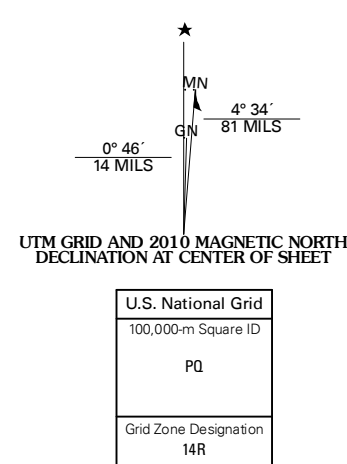 ★
MN
4° 34´
81 MILS
GN
0° 46´
14 MILS
UTM GRID AND 2010 MAGNETIC NORTH
DECLINATION AT CENTER OF SHEET
U.S. National Grid
100,000-m Square ID
PQ
Grid Zone Designation
14R